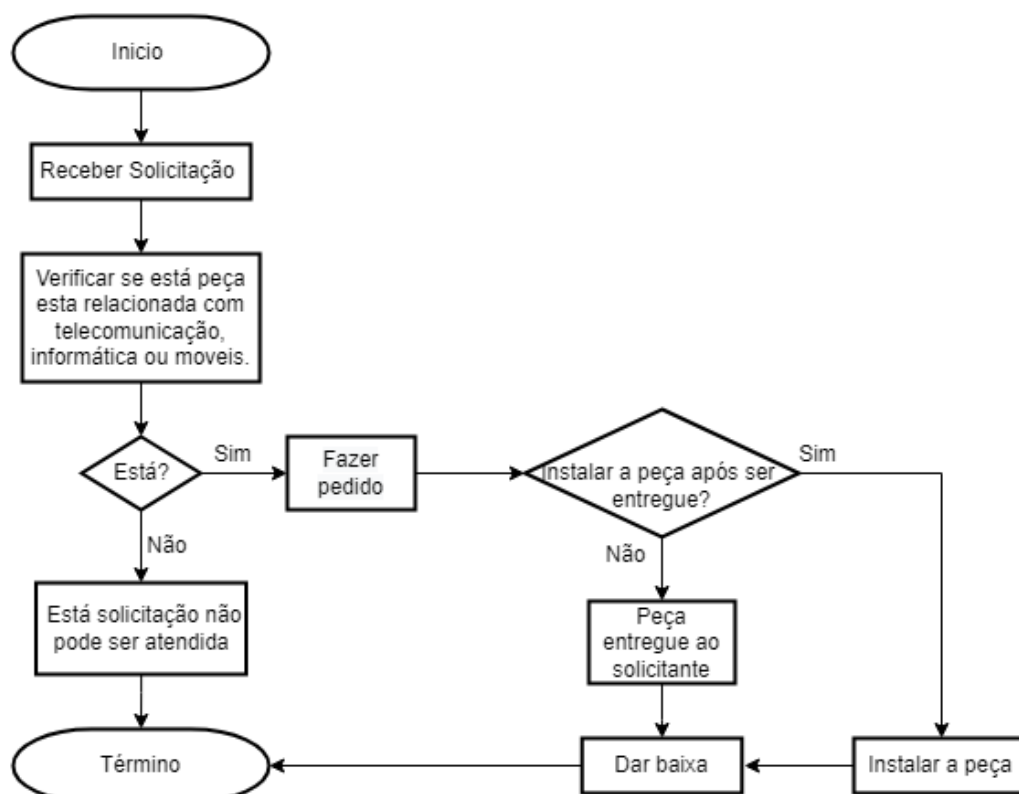 Inicio
Receber Solicitação
Verificar se está peça
esta relacionada com
telecomunicação,
informática ou moveis.
Está?
Sim
Fazer
pedido
Instalar a peça após ser
entregue?
Sim
Não
Não
Está solicitação não
pode ser atendida
Peça
entregue ao
solicitante
Término
Dar baixa
Instalar a peça